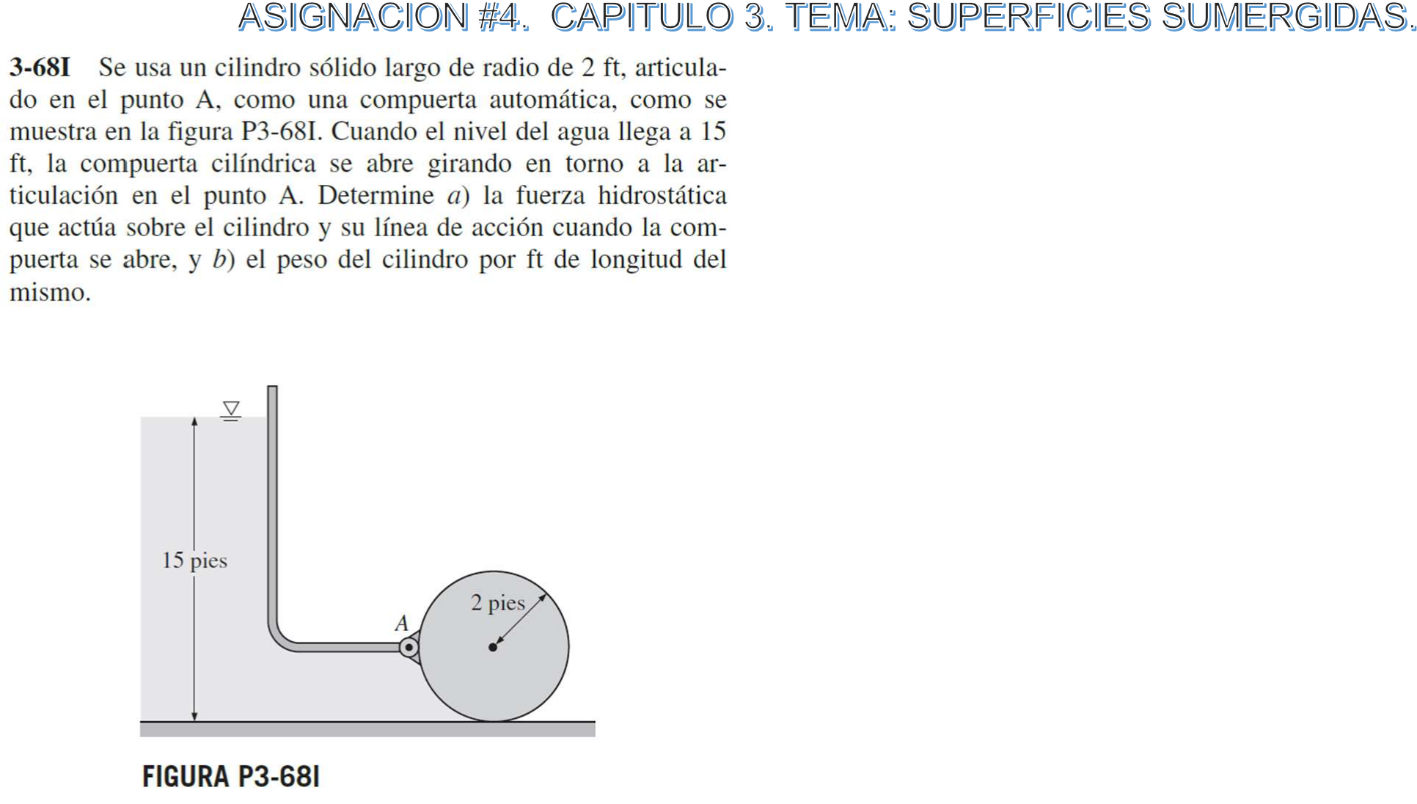 ASIGNACION #4. CAPITULO 3. TEMA: SUPERFICIES SUMERGIDAS.
3-68I Se usa un cilindro sólido largo de radio de 2 ft, articula-
do en el punto A, como una compuerta automática, como se
muestra en la figura P3-68I. Cuando el nivel del agua llega a 15
ft, la compuerta cilíndrica se abre girando en torno a la ar-
ticulación en el punto A. Determine a) la fuerza hidrostática
que actúa sobre el cilindro y su línea de acción cuando la com-
puerta se abre, y b) el peso del cilindro por ft de longitud del
mismo.
15 pies
A
2 pies
FIGURA P3-68I